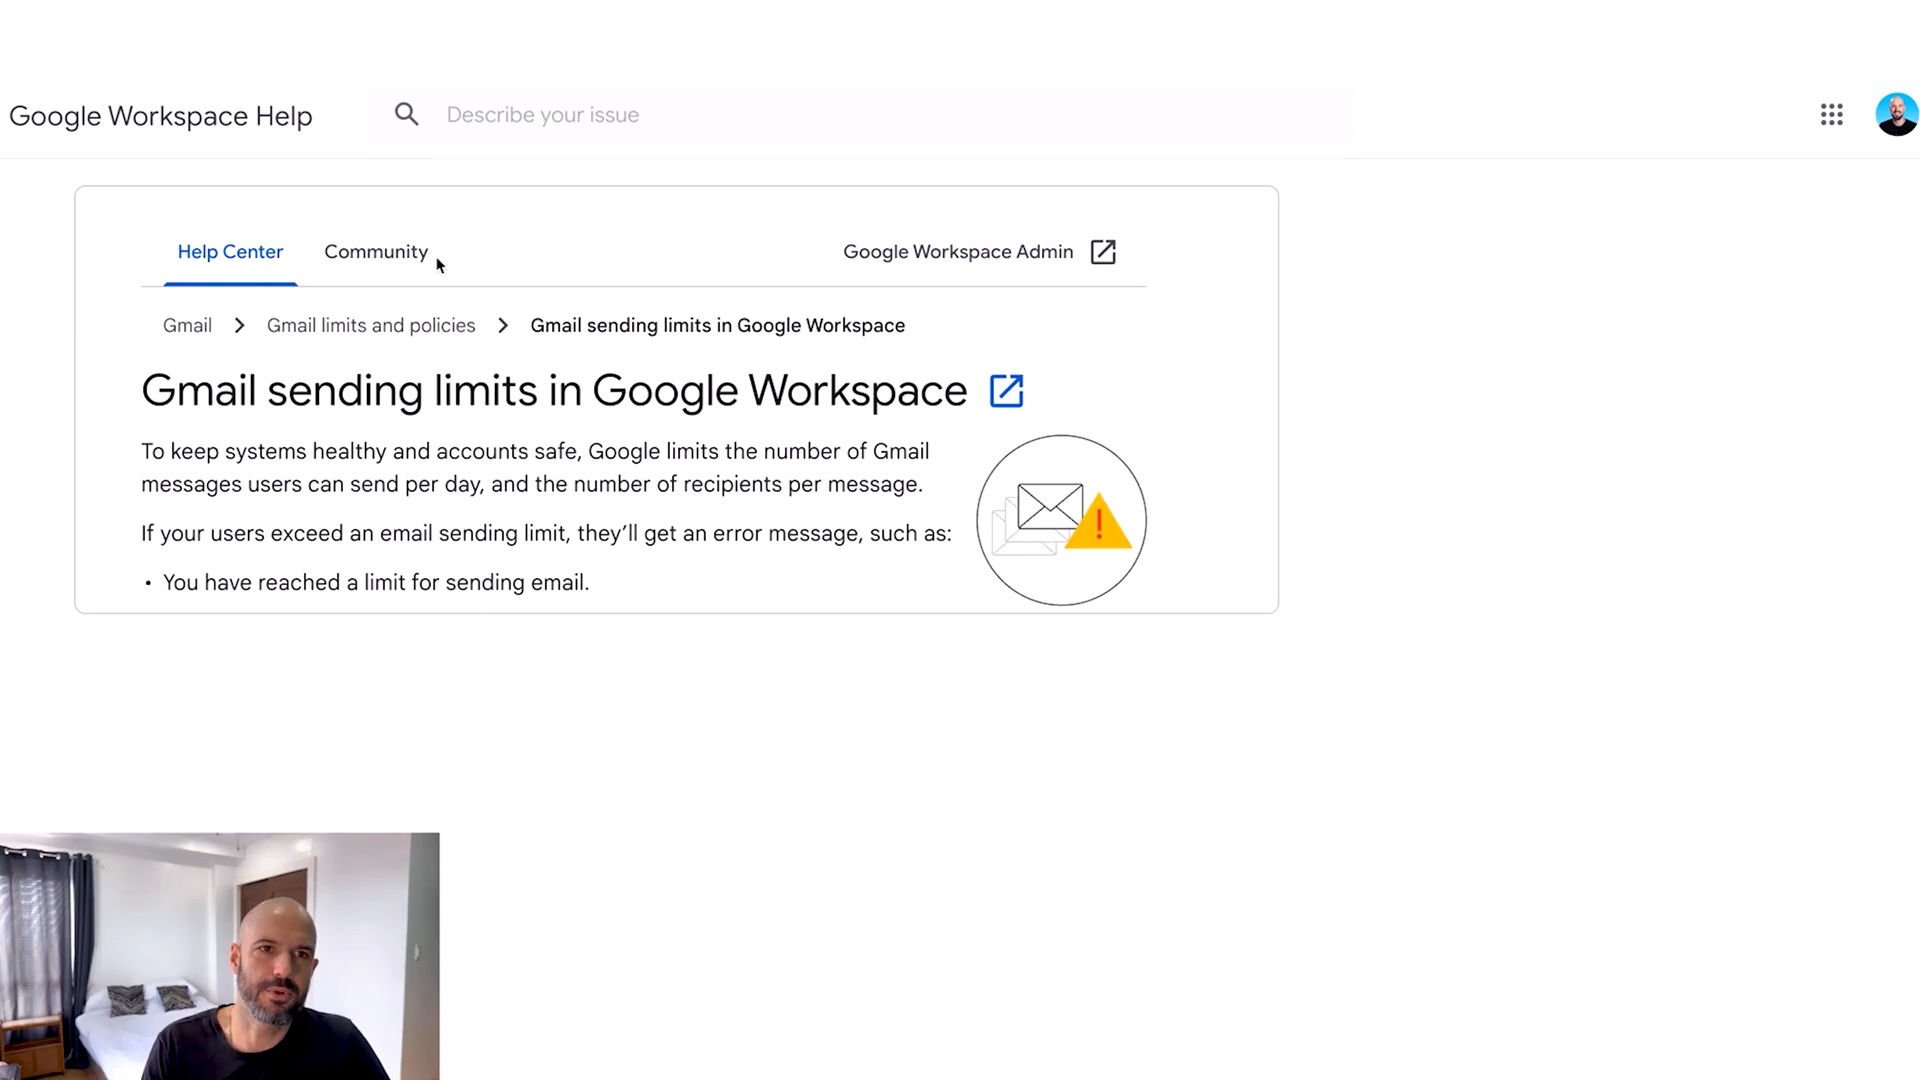 Google Workspace Help
Describe your issue
Help Center
Community
Google Workspace Admin
Gmail
Gmail limits and policies
Gmail sending limits in Google Workspace
Gmail sending limits in Google Workspace
To keep systems healthy and accounts safe, Google limits the number of Gmail
messages users can send per day, and the number of recipients per message.
If your users exceed an email sending limit, they’ll get an error message, such as:
• You have reached a limit for sending email.